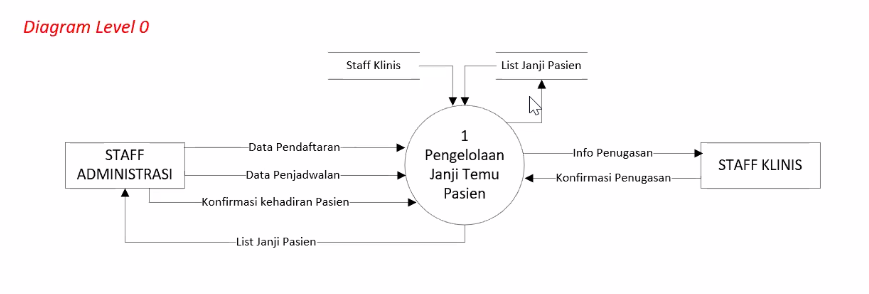 Diagram Level 0
Staff Klinis
List Janji Pasien
1
Pengelolaan
Janji Temu
Pasien
STAFF
ADMINISTRASI
Data Pendaftaran
Data Penjadwalan
Konfirmasi kehadiran Pasien
List Janji Pasien
Info Penugasan
Konfirmasi Penugasan
STAFF KLINIS